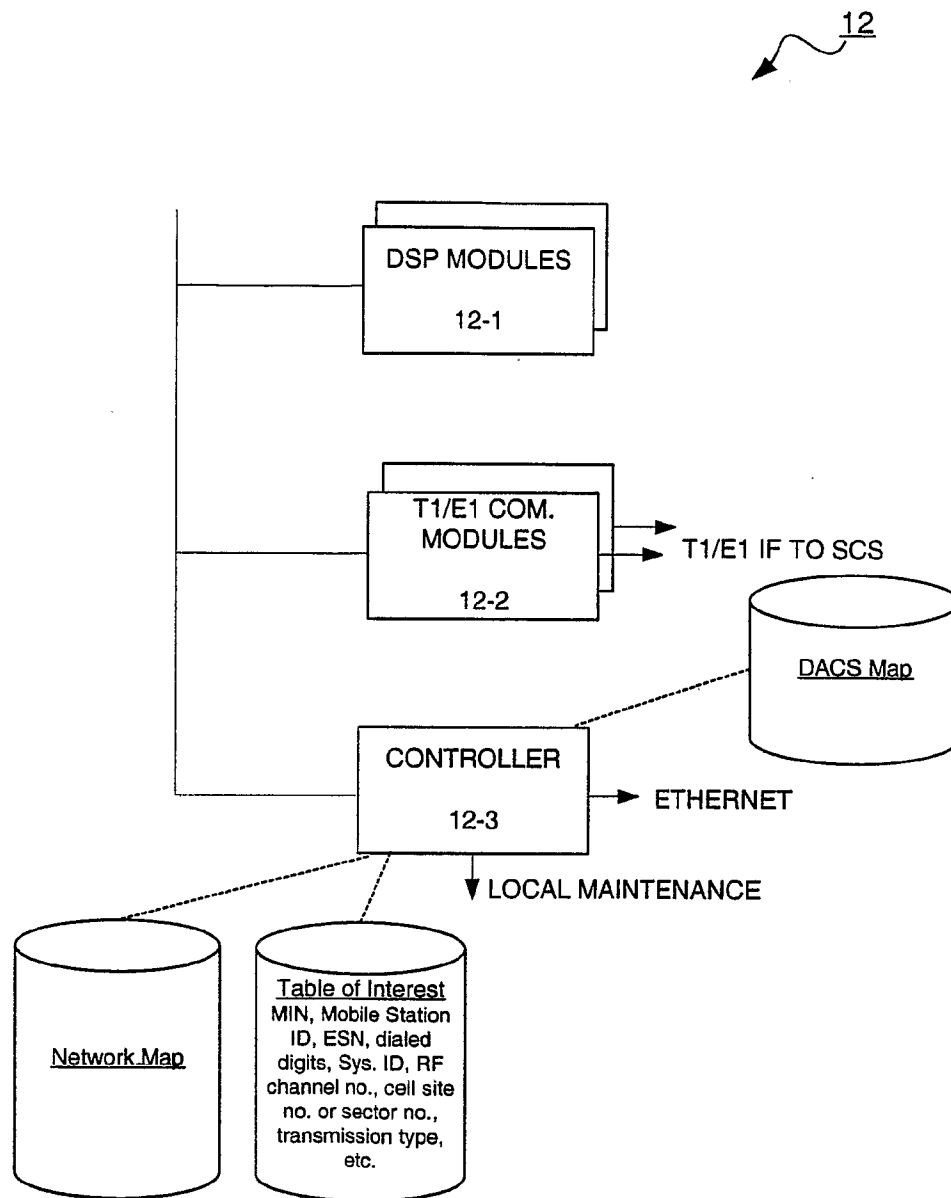 12
DSP MODULES
12-1
T1/E1 COM.
MODULES
12-2
T1/E1 IF TO SCS
DACS Map
CONTROLLER
12-3
ETHERNET
LOCAL MAINTENANCE
Network Map
Table of Interest
MIN, Mobile Station
ID, ESN, dialed
digits, Sys. ID, RF
channel no., cell site
no. or sector no.,
transmission type,
etc.